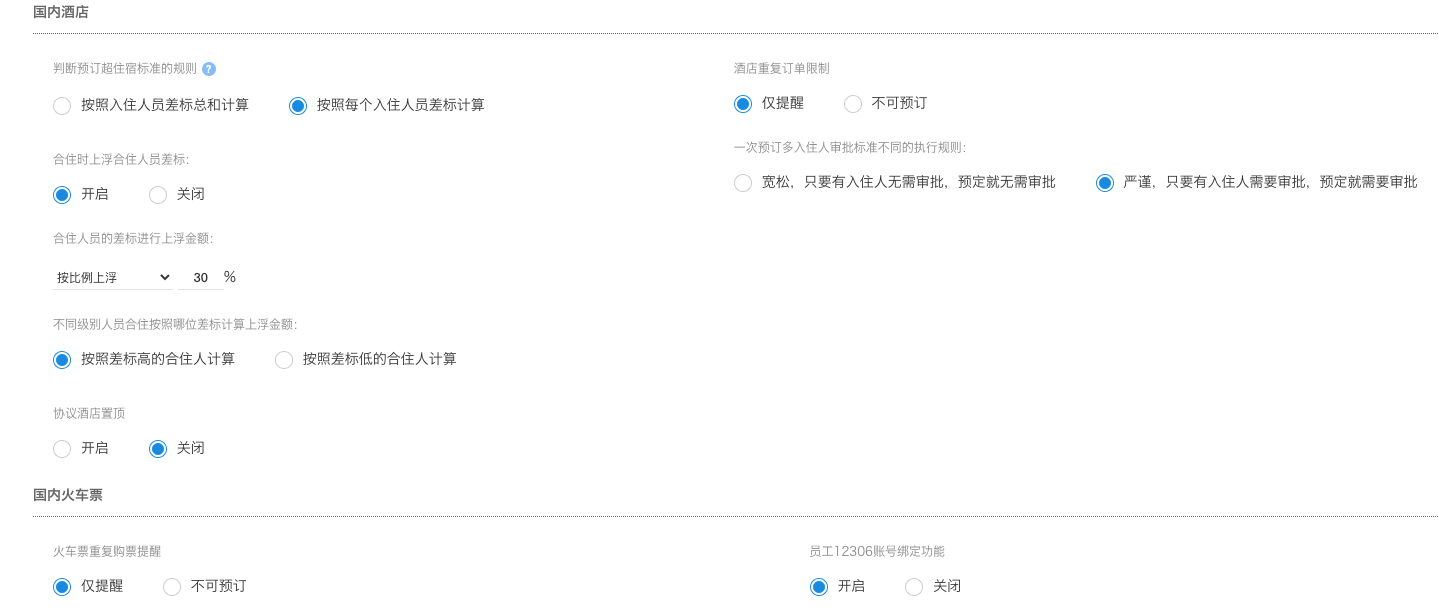 国内酒店
判断预订超住宿标准的规则 ?
按照入住人员差标总和计算 按照每个入住人员差标计算
合住时上浮合住人员差标:
开启 关闭
合住人员的差标进行上浮金额:
按比例上浮 30 %
不同级别人员合住按照哪位差标计算上浮金额:
按照差标高的合住人计算 按照差标低的合住人计算
协议酒店置顶
开启 关闭
酒店重复订单限制
仅提醒 不可预订
一次预订多入住人审批标准不同的执行规则:
宽松，只要有入住人无需审批，预定就无需审批 严谨，只要有入住人需要审批，预定就需要审批
国内火车票
火车票重复购票提醒
仅提醒 不可预订
员工12306账号绑定功能
开启 关闭